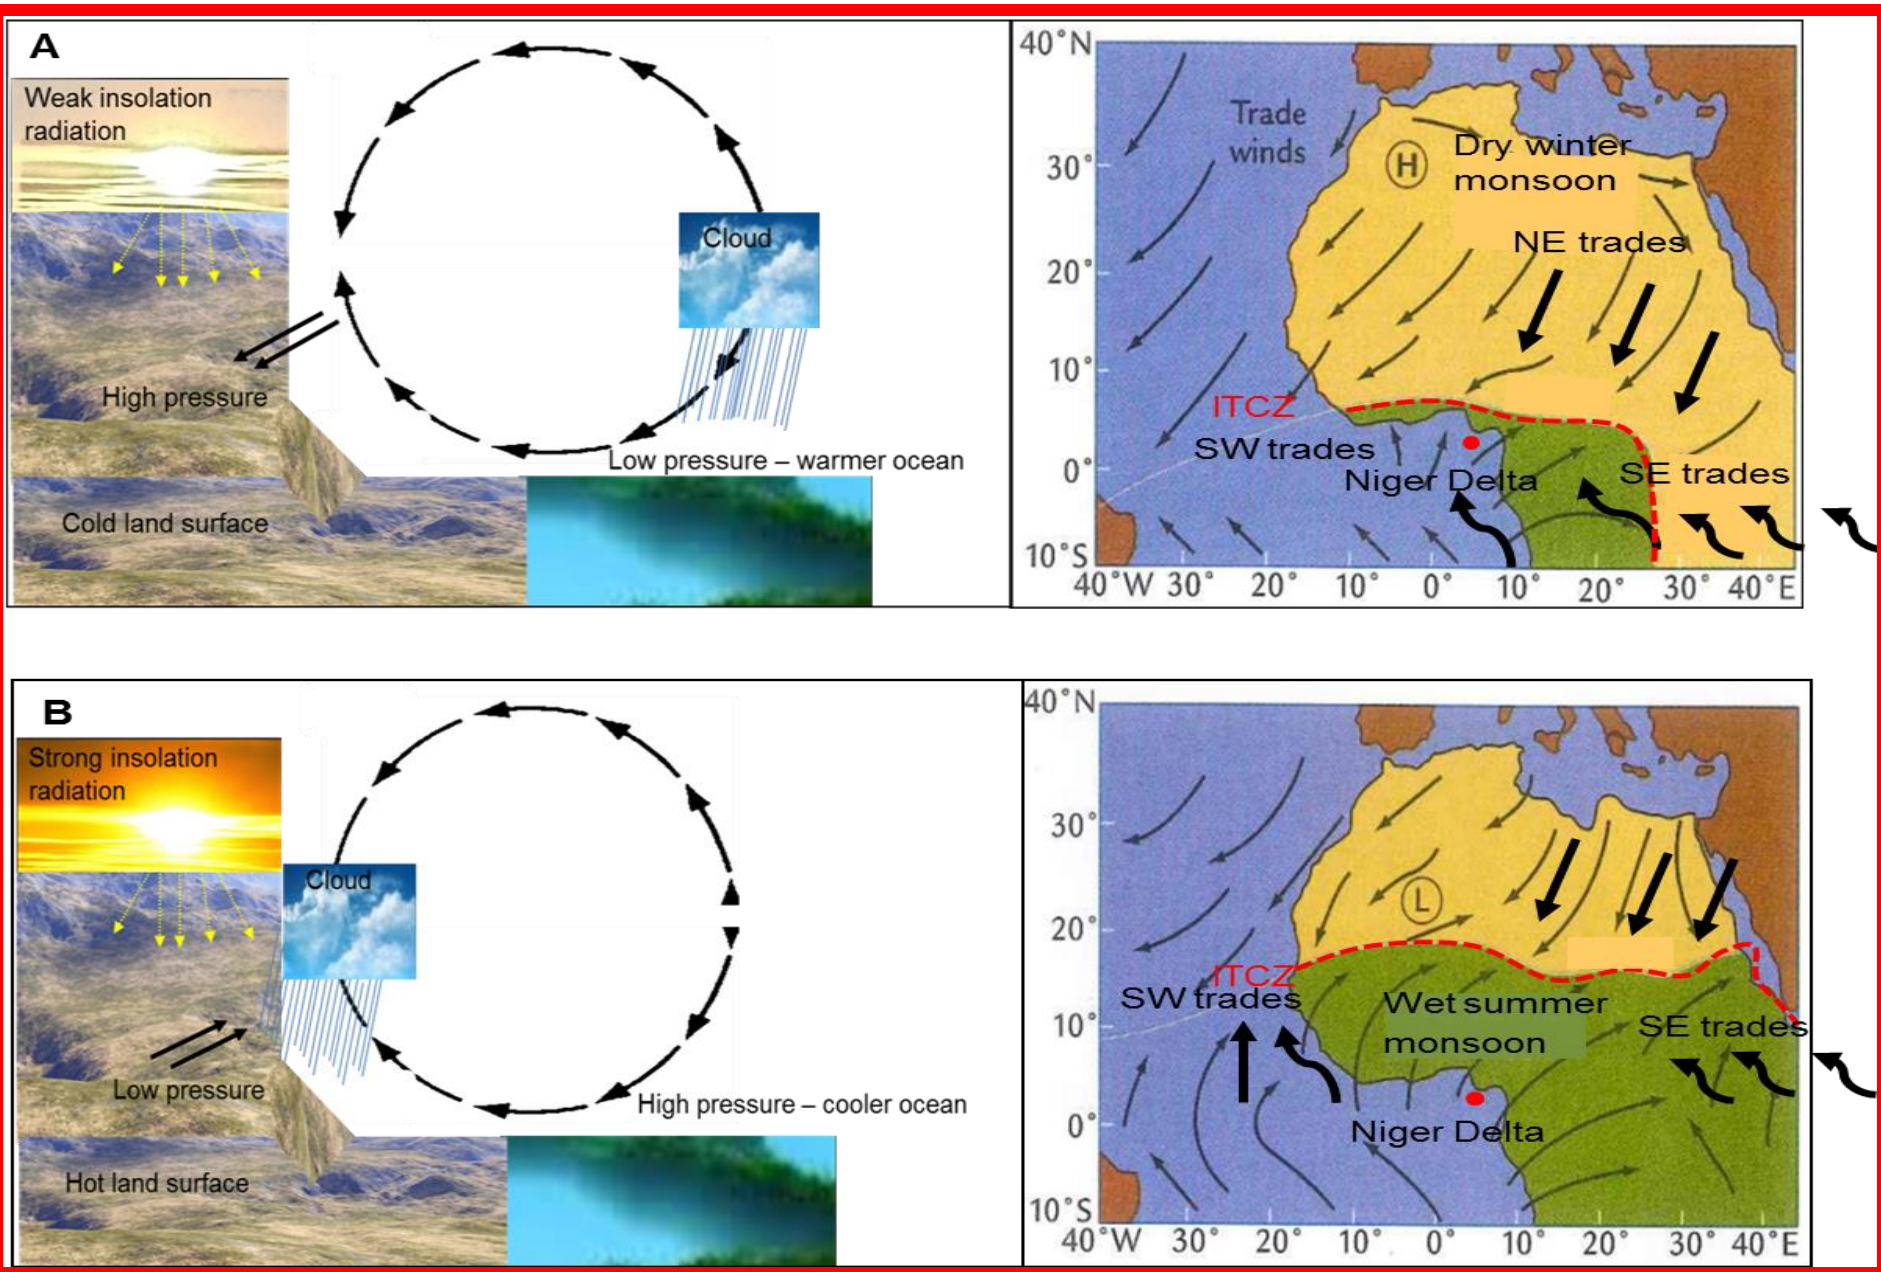 A
Weak insolation
radiation
Cloud
High pressure
Low pressure – warmer ocean
Cold land surface
40°N
30°
20°
10°
0°
10°S
40°W 30° 20° 10° 0° 10° 20° 30° 40°E
Trade
winds
H
Dry winter
monsoon
NE trades
ITCZ
SW trades
Niger Delta
SE trades
B
Strong insolation
radiation
Cloud
Low pressure
High pressure – cooler ocean
Hot land surface
40°N
30°
20°
10°
0°
10°S
40°W 30° 20° 10° 0° 10° 20° 30° 40°E
L
ITCZ
SW trades
Wet summer
monsoon
SE trades
Niger Delta